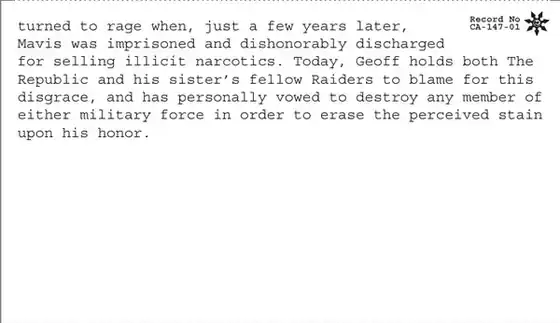 turned to rage when, just a few years later,
Mavis was imprisoned and dishonorably discharged
for selling illicit narcotics. Today, Geoff holds both The
Republic and his sister’s fellow Raiders to blame for this
disgrace, and has personally vowed to destroy any member of
either military force in order to erase the perceived stain
upon his honor.
Record No
CA-147-01